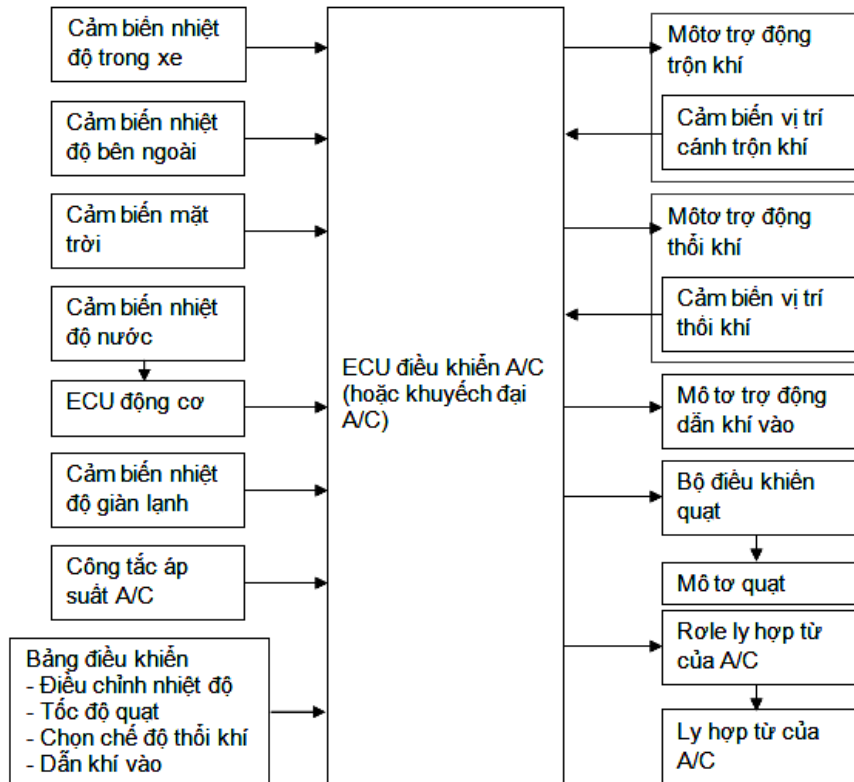 Cảm biến nhiệt
độ trong xe
Cảm biến nhiệt
độ bên ngoài
Cảm biến mặt
trời
Cảm biến nhiệt
độ nước
ECU động cơ
Cảm biến nhiệt
độ giàn lạnh
Công tắc áp
suất A/C
Bảng điều khiển
- Điều chỉnh nhiệt độ
- Tốc độ quạt
- Chọn chế độ thổi khí
- Dẫn khí vào
ECU điều khiển A/C
(hoặc khuyếch đại
A/C)
Môtơ trợ động
trộn khí
Cảm biến vị trí
cánh trộn khí
Môtơ trợ động
thổi khí
Cảm biến vị trí
thổi khí
Mô tơ trợ động
dẫn khí vào
Bộ điều khiển
quạt
Mô tơ quạt
Rơle ly hợp từ
của A/C
Ly hợp từ của
A/C